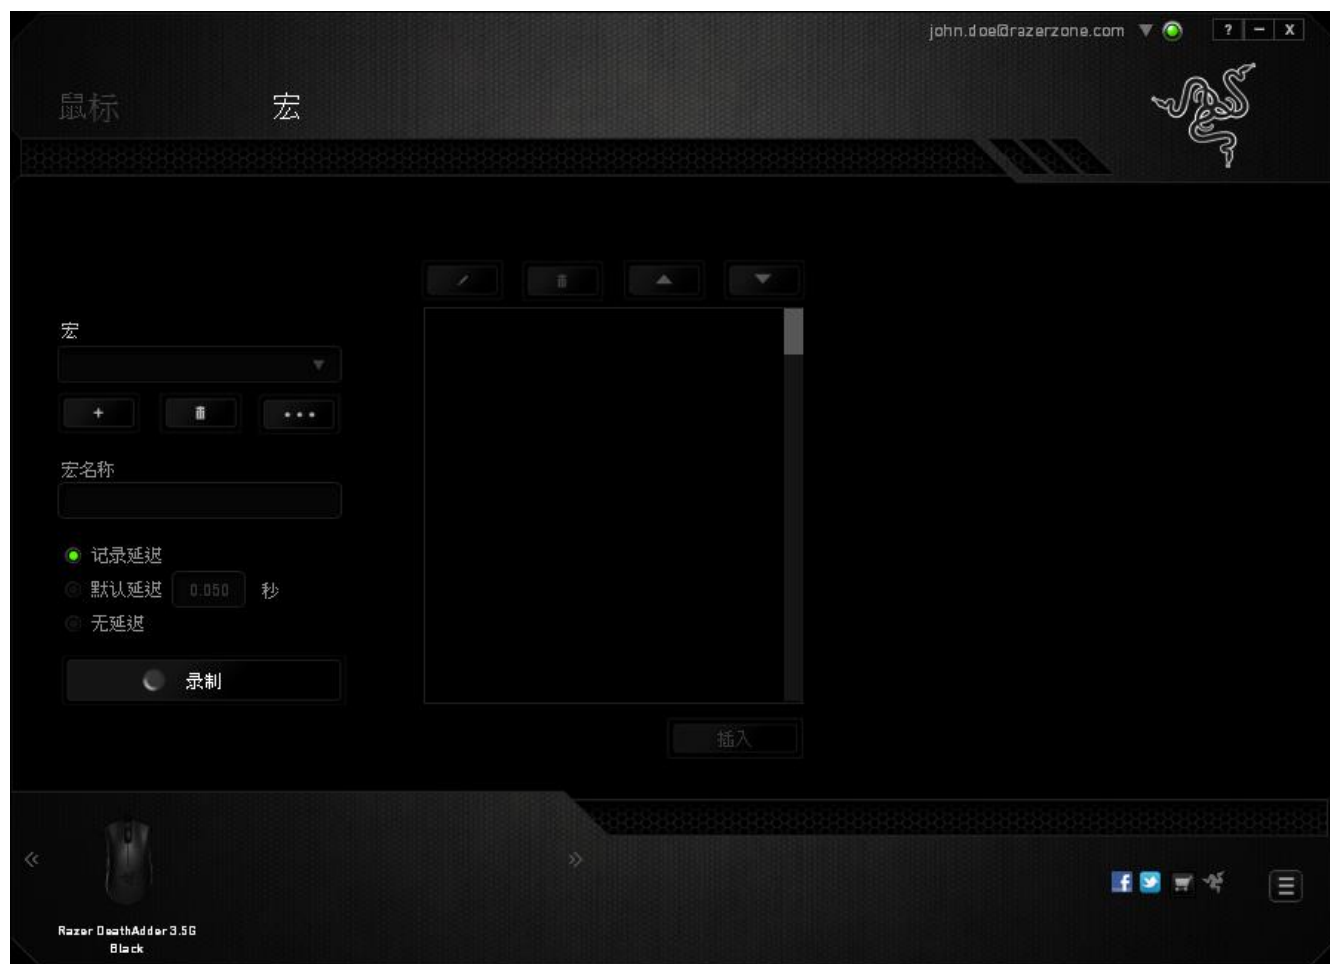 john.doe@razerzone.com
? – X
鼠标 宏
宏
宏名称
记录延迟
默认延迟 0.050 秒
无延迟
录制
插入
Razer DeathAdder 3.5G
Black